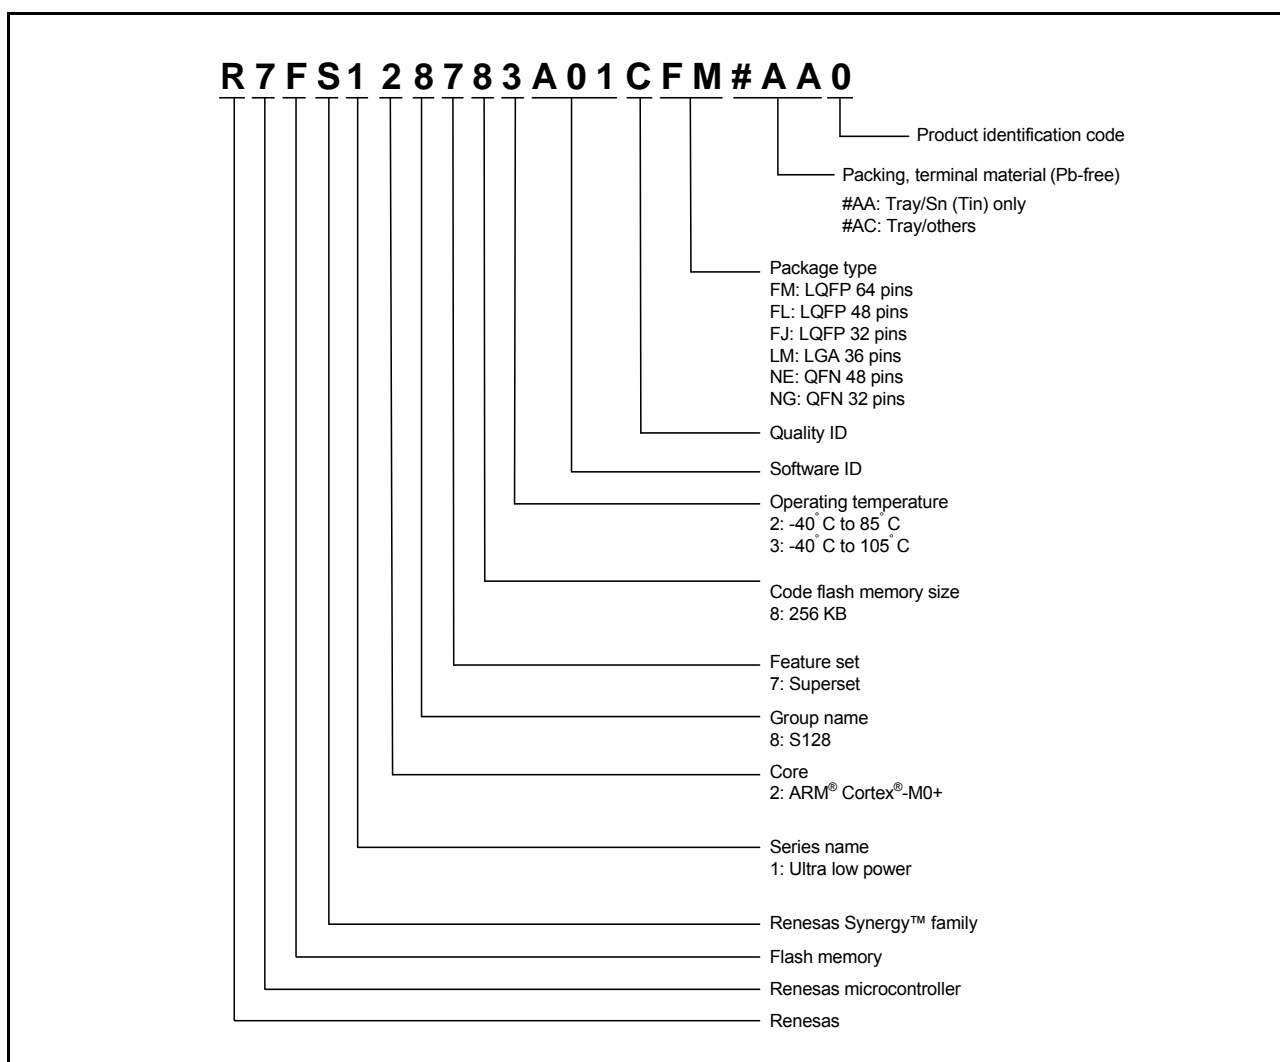 R7FS128783A01CFM#AA0
Product identification code
Packing, terminal material (Pb-free)
#AA: Tray/Sn (Tin) only
#AC: Tray/others
Package type
FM: LQFP 64 pins
FL: LQFP 48 pins
FJ: LQFP 32 pins
LM: LGA 36 pins
NE: QFN 48 pins
NG: QFN 32 pins
Quality ID
Software ID
Operating temperature
2: -40°C to 85°C
3: -40°C to 105°C
Code flash memory size
8: 256 KB
Feature set
7: Superset
Group name
8: S128
Core
2: ARM® Cortex®-M0+
Series name
1: Ultra low power
Renesas Synergy™ family
Flash memory
Renesas microcontroller
Renesas